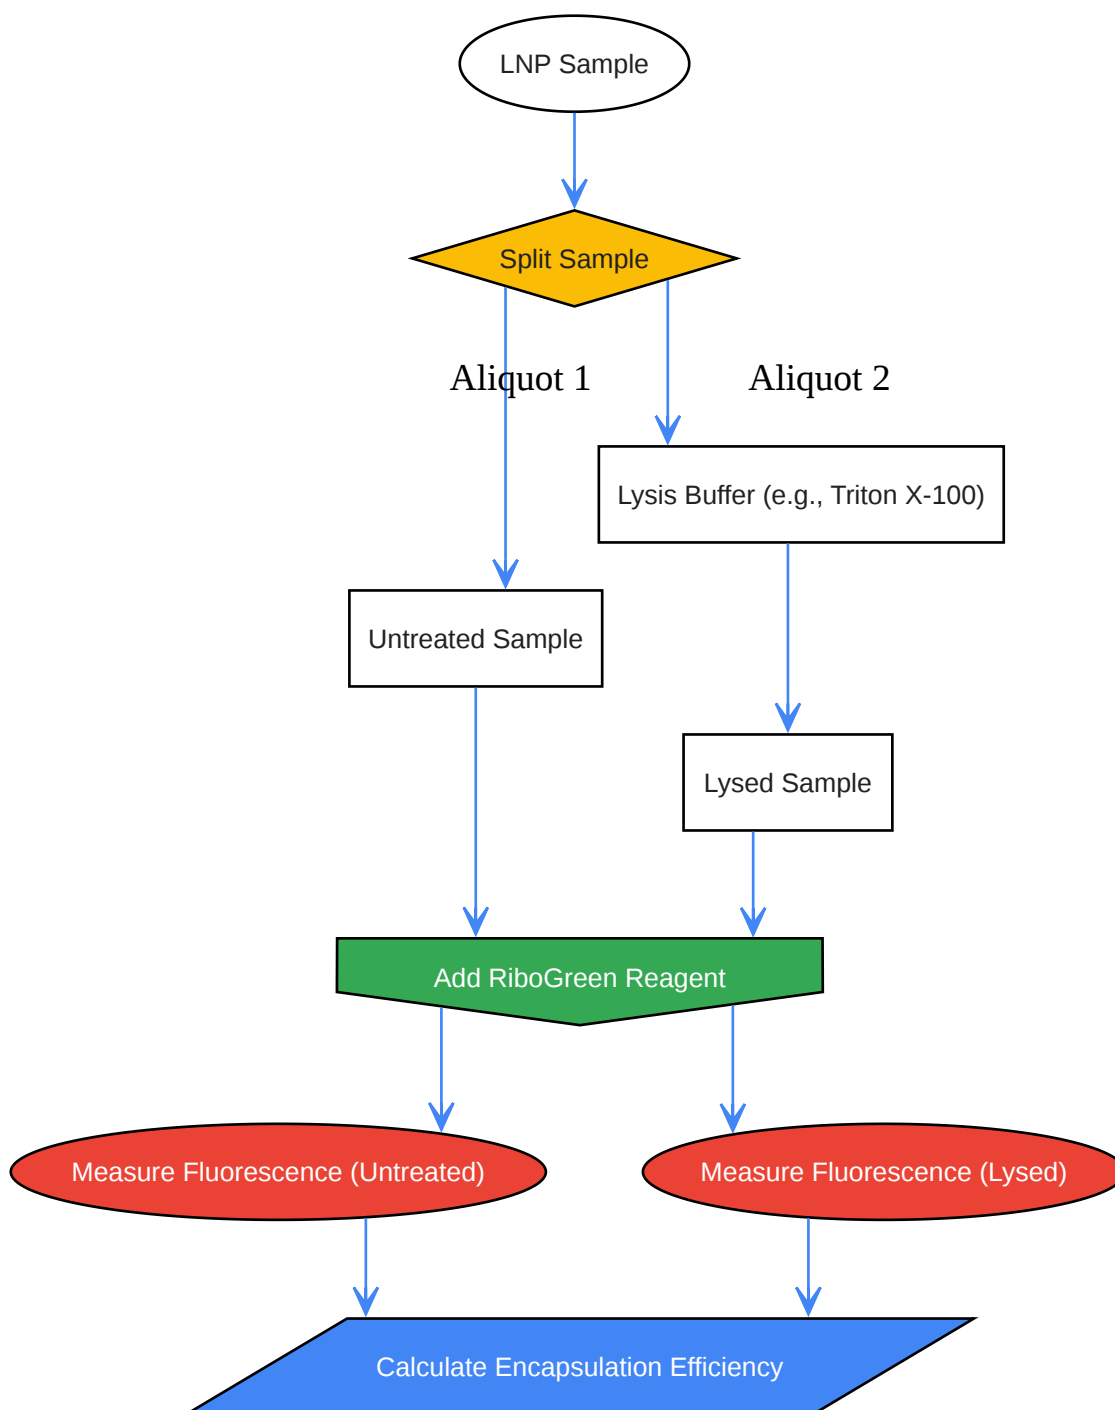 LNP Sample
Split Sample
Aliquot 1
Aliquot 2
Lysis Buffer (e.g., Triton X-100)
Untreated Sample
Lysed Sample
Add RiboGreen Reagent
Measure Fluorescence (Untreated)
Measure Fluorescence (Lysed)
Calculate Encapsulation Efficiency